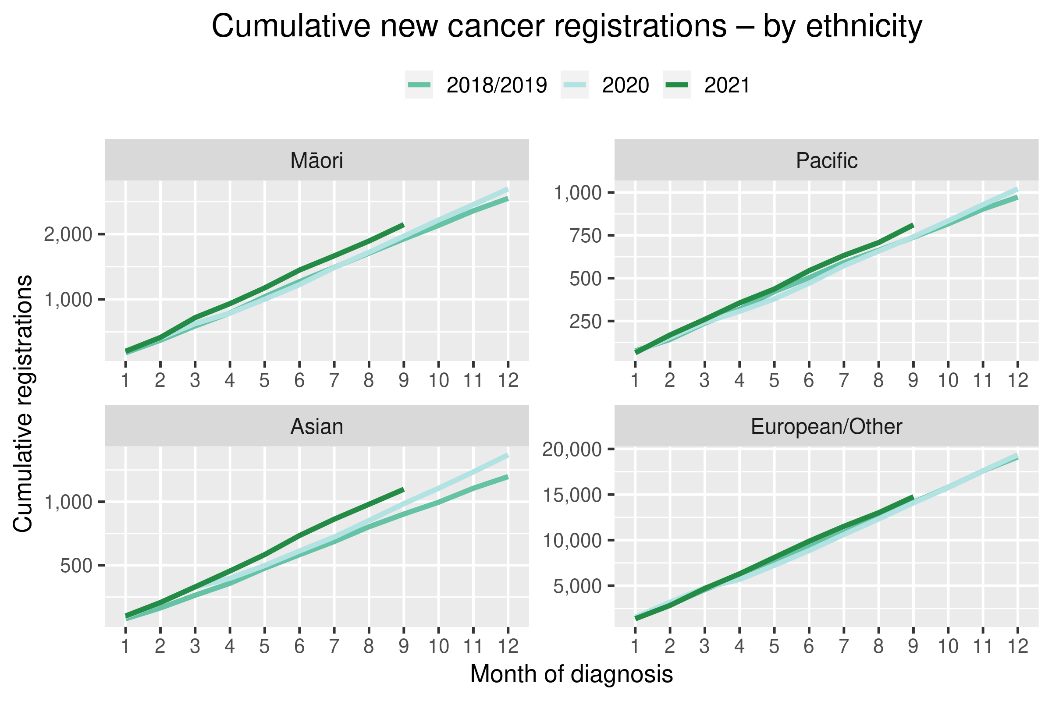 Cumulative new cancer registrations – by ethnicity
2018/2019 2020 2021
Māori
2,000
1,000
1 2 3 4 5 6 7 8 9 10 11 12
Pacific
1,000
750
500
250
1 2 3 4 5 6 7 8 9 10 11 12
Asian
1,000
500
1 2 3 4 5 6 7 8 9 10 11 12
European/Other
20,000
15,000
10,000
5,000
1 2 3 4 5 6 7 8 9 10 11 12
Cumulative registrations
Month of diagnosis